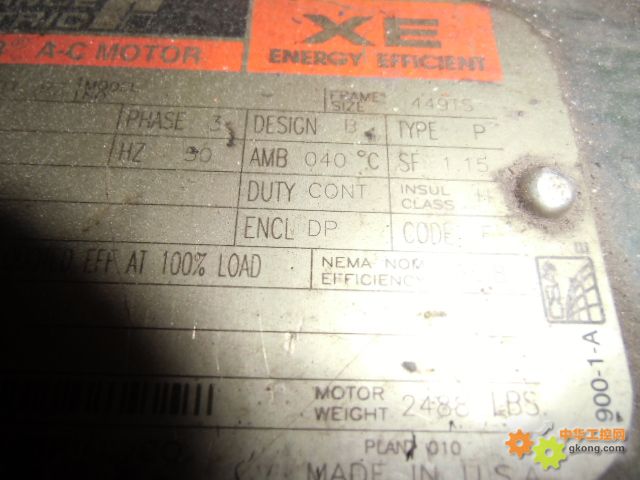 XE
A-C MOTOR
ENERGY EFFICIENT
MODEL
FRAME SIZE 449TS
PHASE 3 DESIGN B TYPE P
HZ 50 AMB 040 °C SF 1.15
DUTY CONT INSUL CLASS H
ENCL DP CODE
EFF AT 100% LOAD NEMA NOM EFFICIENCY
MOTOR WEIGHT 2488 LBS.
PLANT 010
MADE IN U.S.A
900-1-A
中华工控网
gkong.com